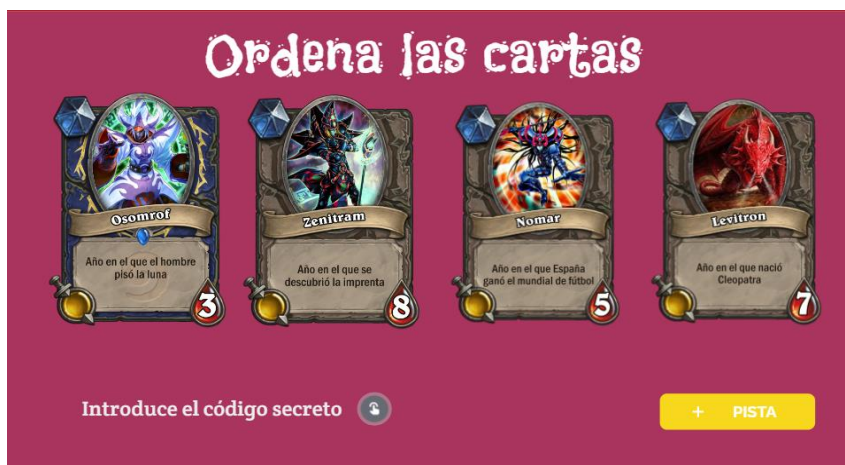 Ordena las cartas
Osomrof
Año en el que el hombre
pisó la luna
3
Zenitram
Año en el que se
descubrió la imprenta
8
Nomar
Año en el que España
ganó el mundial de fútbol
5
Levitron
Año en el que nació
Cleopatra
7
Introduce el código secreto
+ PISTA